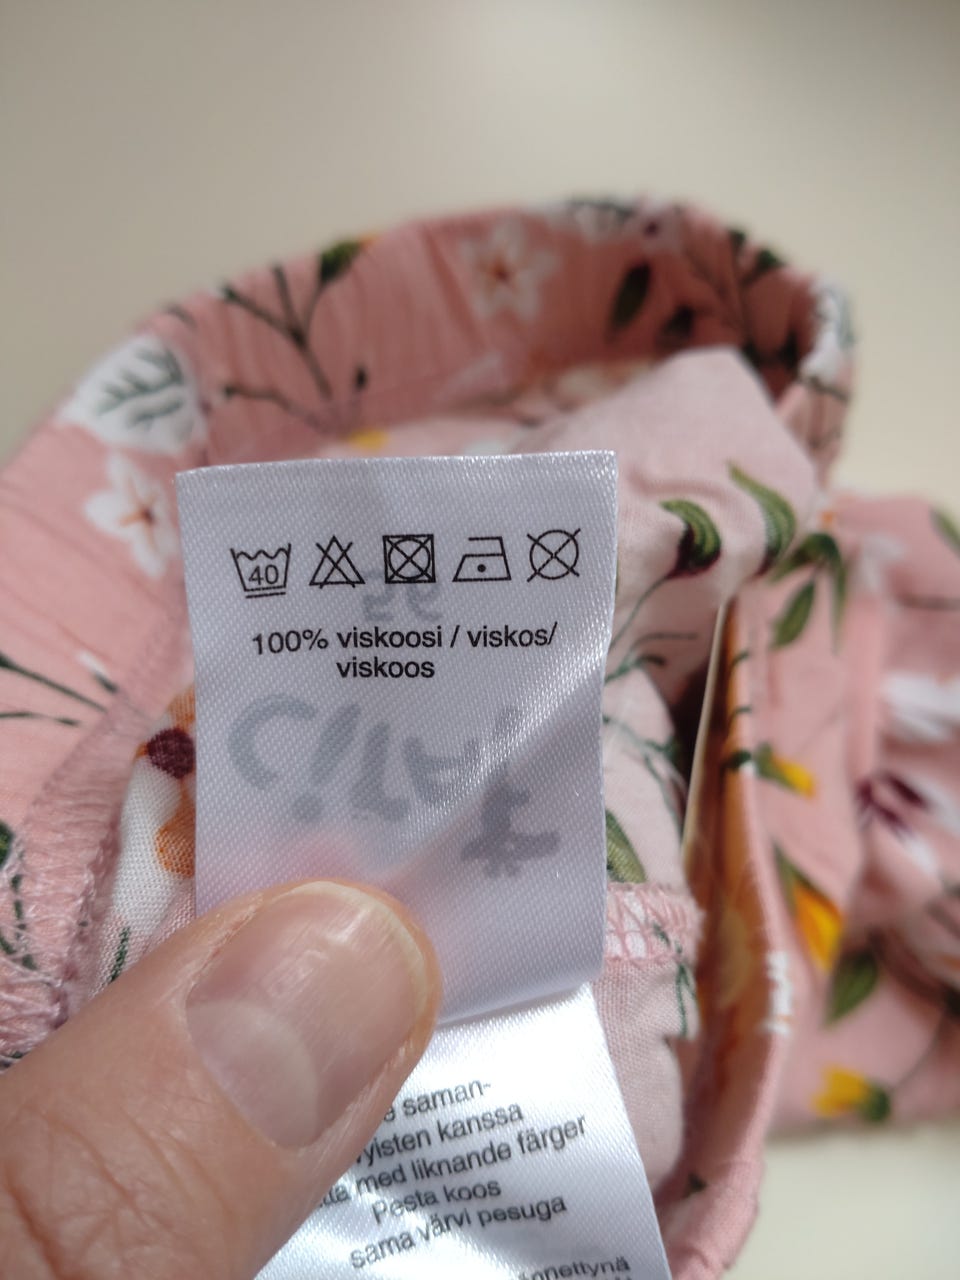 40
100% viskoosi / viskos/
viskoos
saman-
kanssa
med liknande färger
Pesta koos
sama värvi pesuga